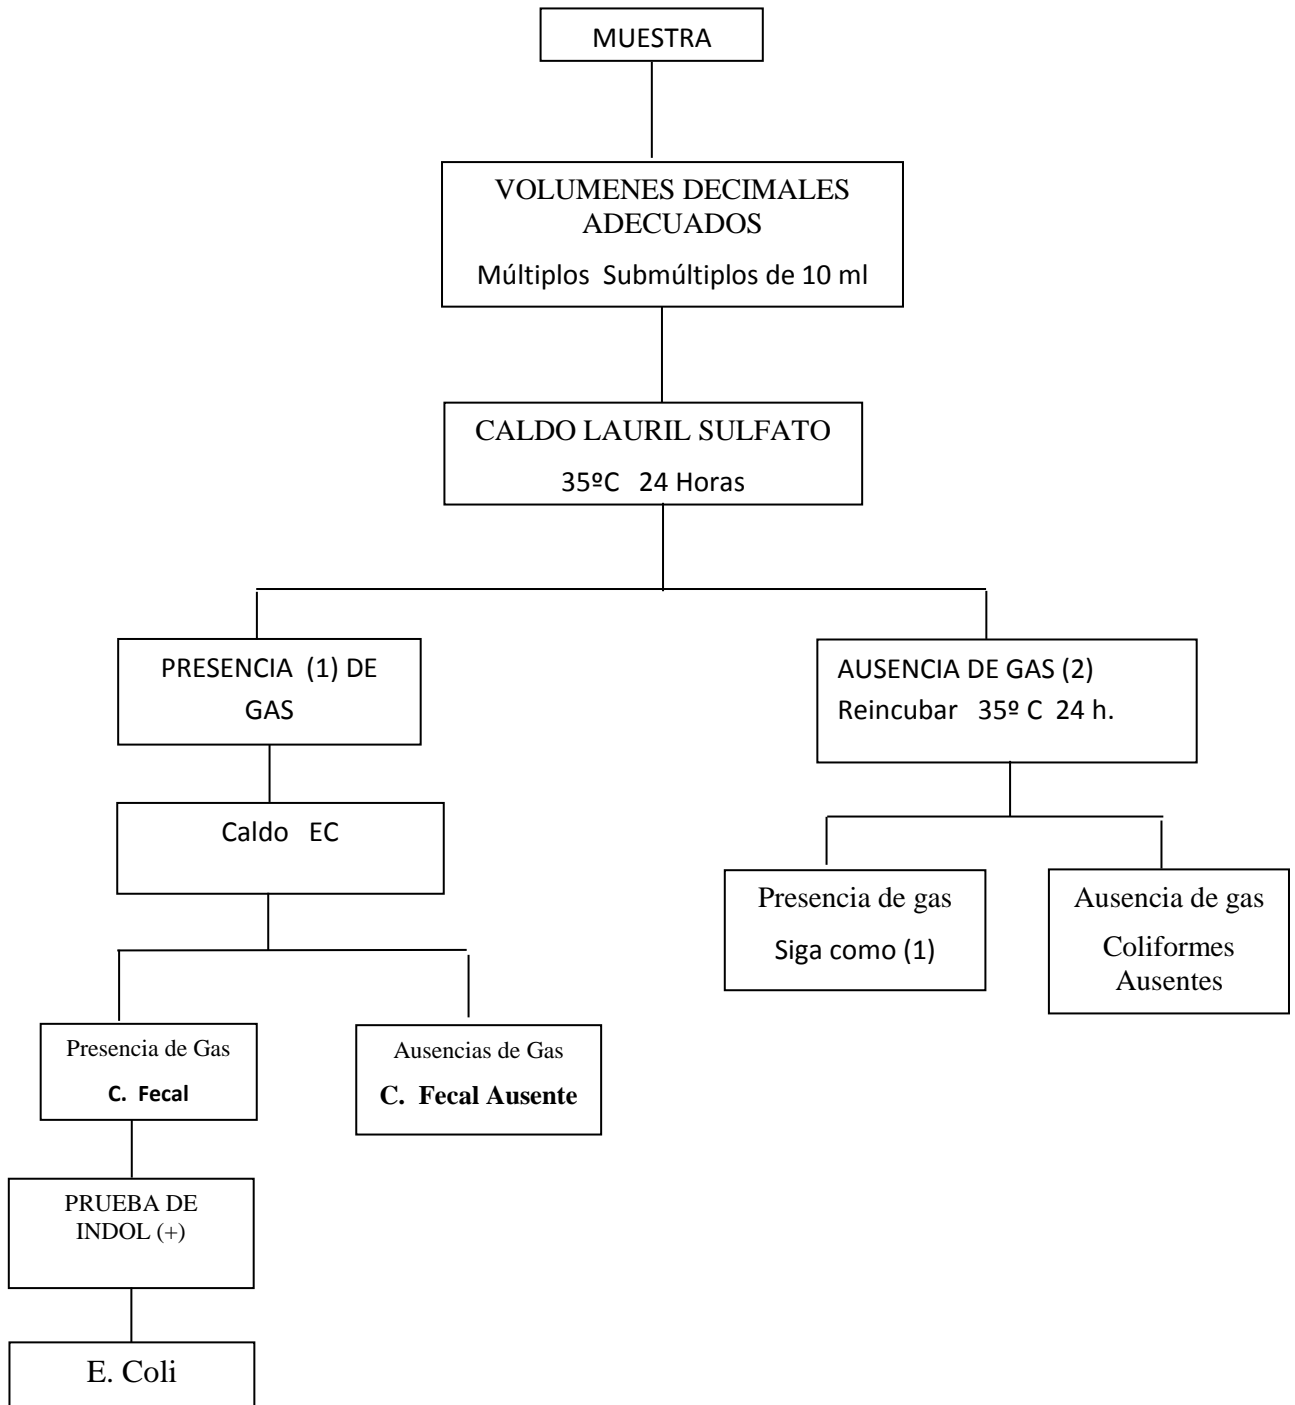 MUESTRA
VOLUMENES DECIMALES
ADECUADOS
Múltiplos Submúltiplos de 10 ml
CALDO LAURIL SULFATO
35ºC 24 Horas
PRESENCIA (1) DE
GAS
AUSENCIA DE GAS (2)
Reincubar 35º C 24 h.
Caldo EC
Presencia de gas
Siga como (1)
Ausencia de gas
Coliformes
Ausentes
Presencia de Gas
C. Fecal
Ausencias de Gas
C. Fecal Ausente
PRUEBA DE
INDOL (+)
E. Coli